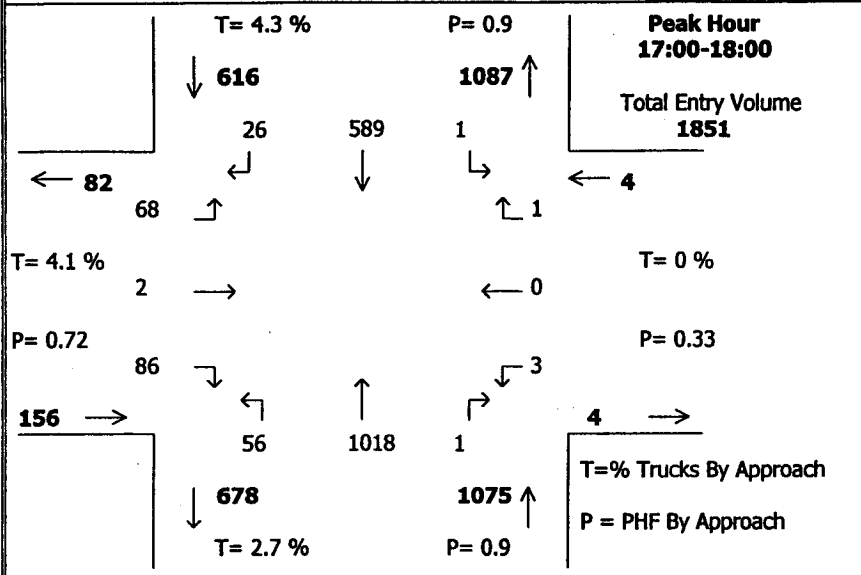 T= 4.3 %
P= 0.9
Peak Hour
17:00-18:00
616
1087
Total Entry Volume
1851
26
589
1
82
4
68
1
T= 4.1 %
T= 0 %
2
0
P= 0.72
P= 0.33
86
3
156
4
56
1018
1
T=% Trucks By Approach
678
1075
P = PHF By Approach
T= 2.7 %
P= 0.9